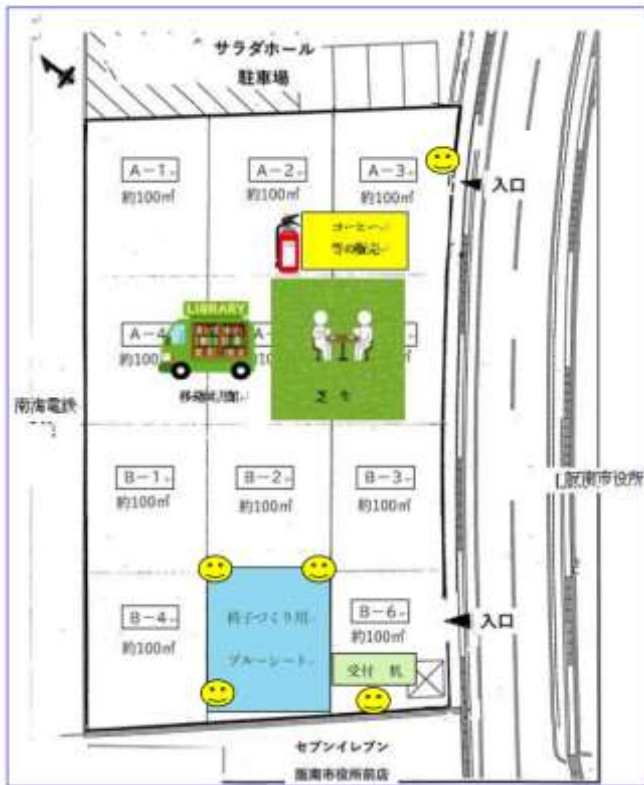 サラダホール
駐車場
A-1
約100㎡
A-2
約100㎡
A-3
約100㎡
入口
コーヒー
等の販売
LIBRARY
A-4
約100
南海電鉄
芝 生
B-1
約100㎡
B-2
約100㎡
B-3
約100㎡
阪南市役所
B-4
約100㎡
椅子づくり用
ブルーシート
B-6
約100㎡
入口
受付 机
セブンイレブン
阪南市役所前店